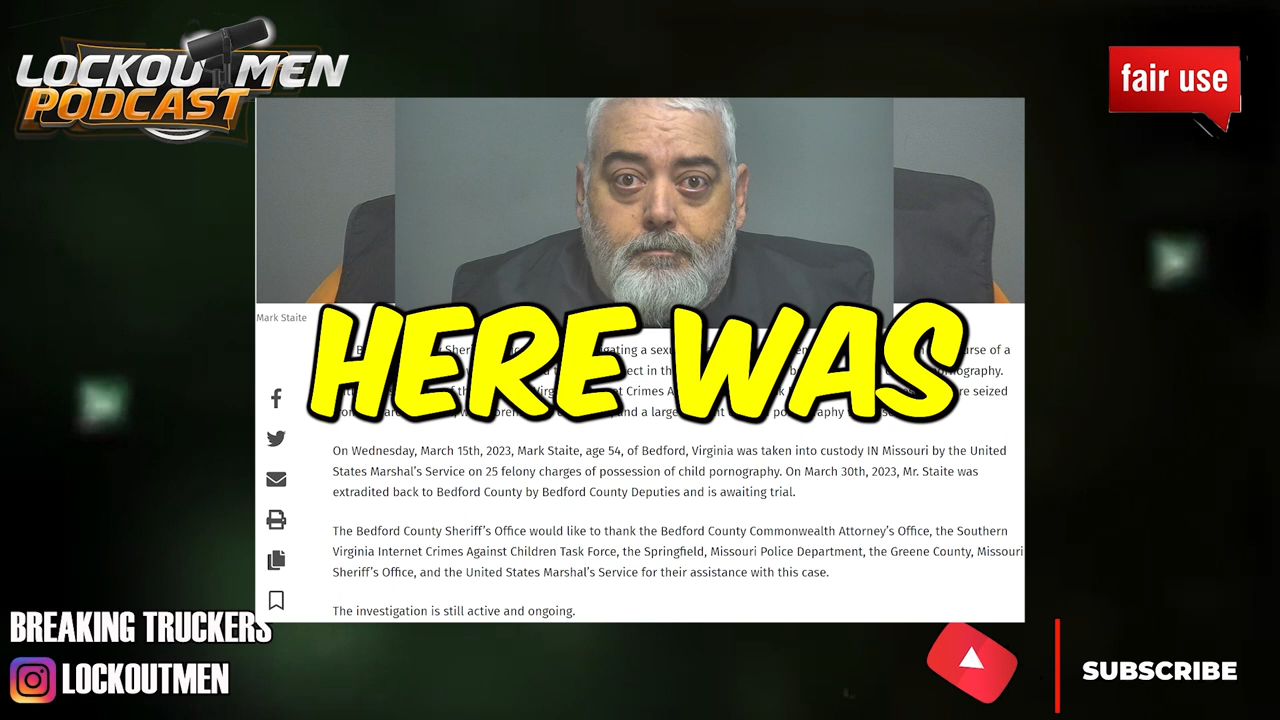 LOCKOUTMEN
PODCAST
fair use
Mark Staite
HERE WAS
On Wednesday, March 15th, 2023, Mark Staite, age 54, of Bedford, Virginia was taken into custody IN Missouri by the United
States Marshal's Service on 25 felony charges of possession of child pornography. On March 30th, 2023, Mr. Staite was
extradited back to Bedford County by Bedford County Deputies and is awaiting trial.
The Bedford County Sheriff's Office would like to thank the Bedford County Commonwealth Attorney's Office, the Southern
Virginia Internet Crimes Against Children Task Force, the Springfield, Missouri Police Department, the Greene County, Missouri
Sheriff's Office, and the United States Marshal's Service for their assistance with this case.
The investigation is still active and ongoing.
BREAKING TRUCKERS
LOCKOUTMEN
SUBSCRIBE